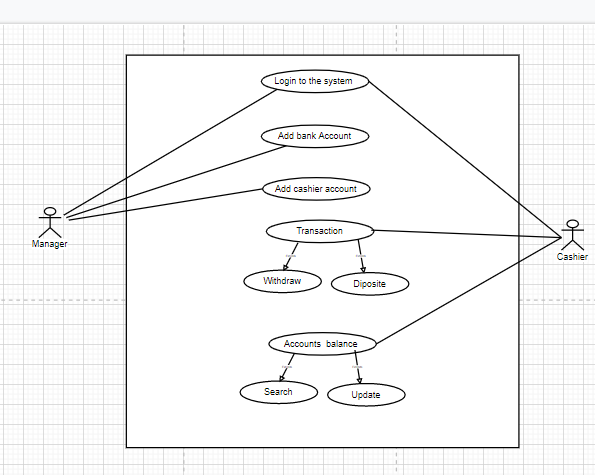 Login to the system
Add bank Account
Add cashier account
Manager
Transaction
Cashier
Withdraw
Diposite
Accounts balance
Search
Update